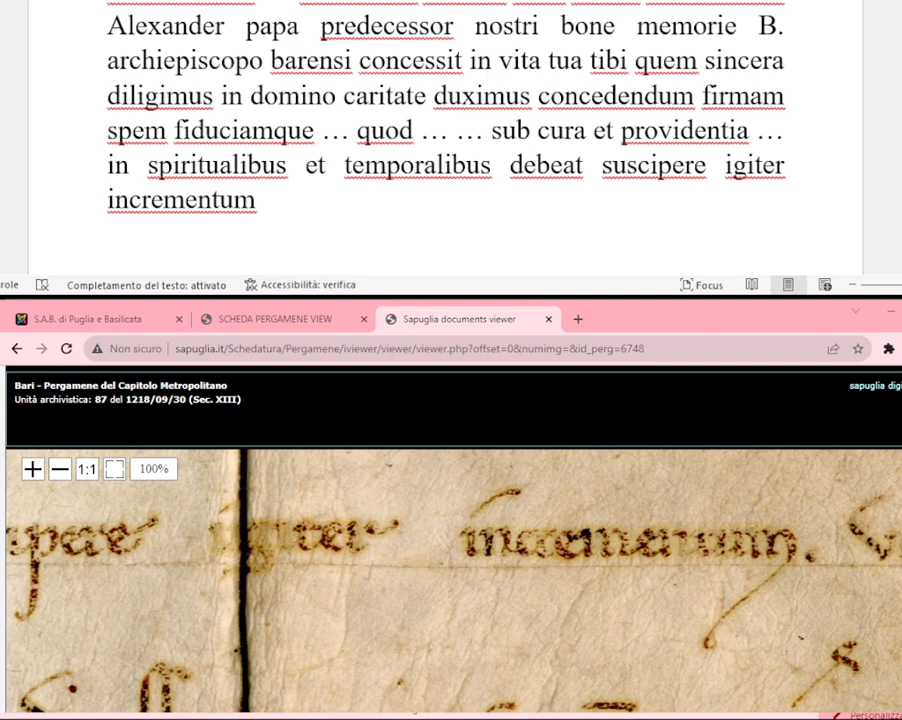 Alexander papa predecessor nostri bone memorie B.
archiepiscopo barensi concessit in vita tua tibi quem sincera
diligimus in domino caritate duximus concedendum firmam
spem fiduciamque … quod … … sub cura et providentia …
in spiritualibus et temporalibus debeat suscipere igiter
incrementum
role Completamento del testo: attivato Accessibilità: verifica Focus
S.A.B. di Puglia e Basilicata SCHEDA PERGAMENE VIEW Sapuglia documents viewer
Non sicuro sapuglia.it/Schedatura/Pergamene/iviewer/viewer/viewer.php?offset=0&numimg=&id_perg=6748
Bari - Pergamene del Capitolo Metropolitano sapuglia digi
Unità archivistica: 87 del 1218/09/30 (Sec. XIII)
1:1 100%
Personalizza